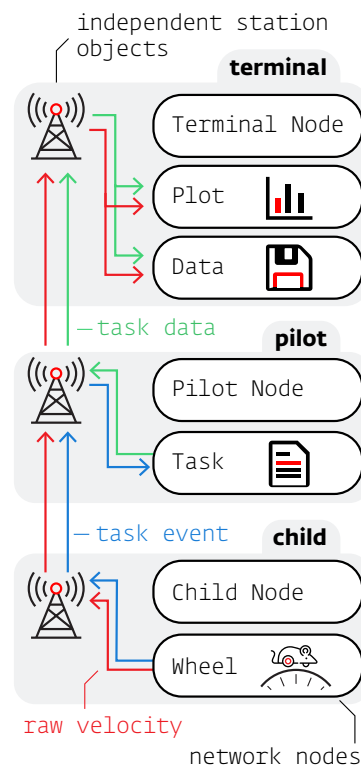 independent station
objects
terminal
Terminal Node
Plot
Data
task data
pilot
Pilot Node
Task
task event
child
Child Node
Wheel
raw velocity
network nodes